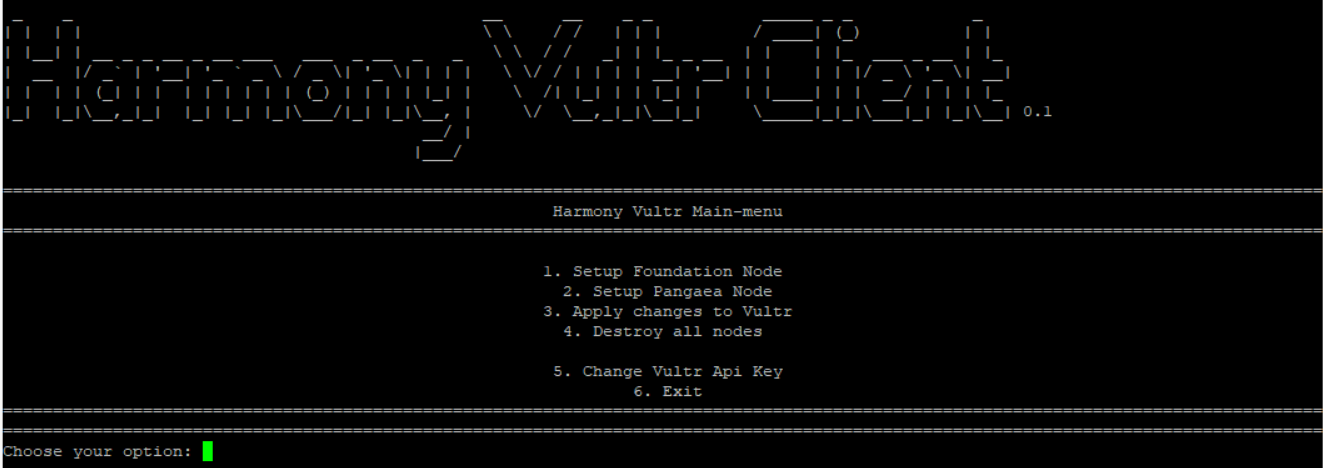 Harmony Vultr Client 0.1
Harmony Vultr Main-menu
1. Setup Foundation Node
2. Setup Pangaea Node
3. Apply changes to Vultr
4. Destroy all nodes
5. Change Vultr Api Key
6. Exit
Choose your option: